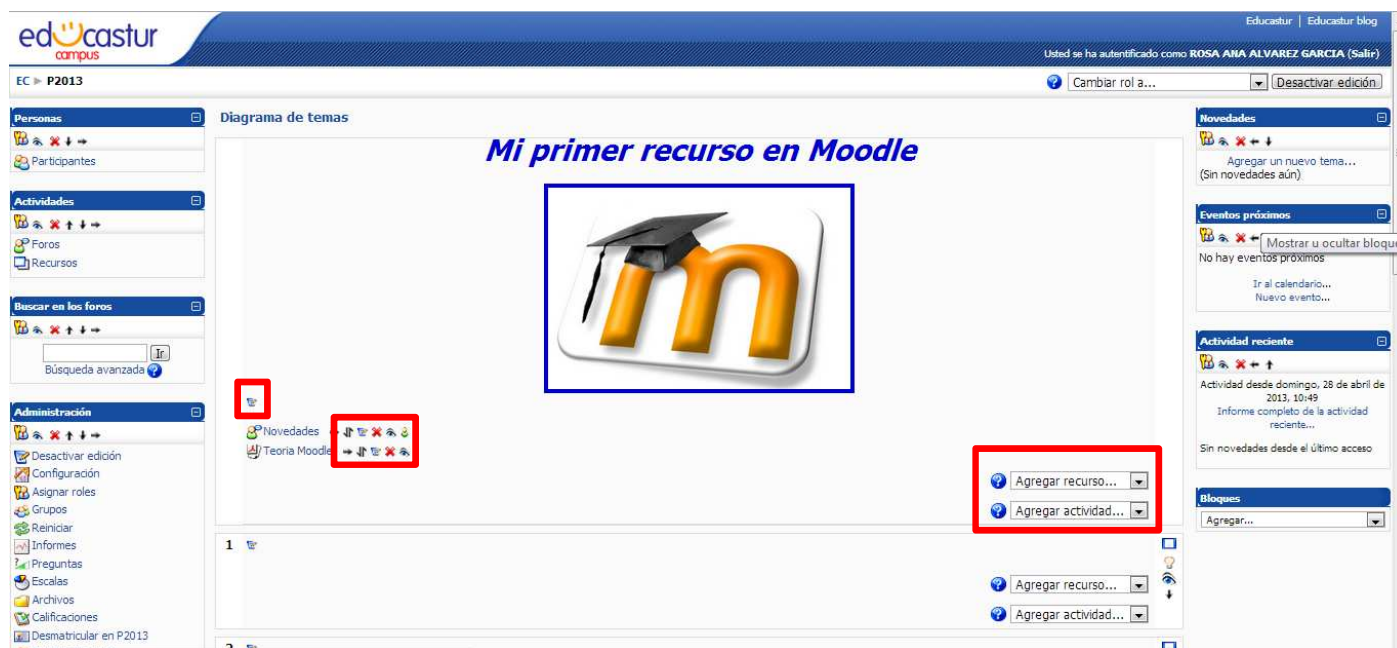 educastur
campus
Educastur | Educastur blog
Usted se ha autentificado como ROSA ANA ALVAREZ GARCIA (Salir)
EC ► P2013
Cambiar rol a...
Desactivar edición
Personas
Participantes
Actividades
Foros
Recursos
Buscar en los foros
Ir
Búsqueda avanzada
Administración
Desactivar edición
Configuración
Asignar roles
Grupos
Reiniciar
Informes
Preguntas
Escalas
Archivos
Calificaciones
Desmatricular en P2013
Diagrama de temas
Mi primer recurso en Moodle
m
Novedades
Teoria Moodle
Agregar recurso...
Agregar actividad...
1
Agregar recurso...
Agregar actividad...
2
Novedades
Agregar un nuevo tema...
(Sin novedades aún)
Eventos próximos
Mostrar u ocultar bloque
No hay eventos próximos
Ir al calendario...
Nuevo evento...
Actividad reciente
Actividad desde domingo, 28 de abril de
2013, 10:49
Informe completo de la actividad
reciente...
Sin novedades desde el último acceso
Bloques
Agregar...